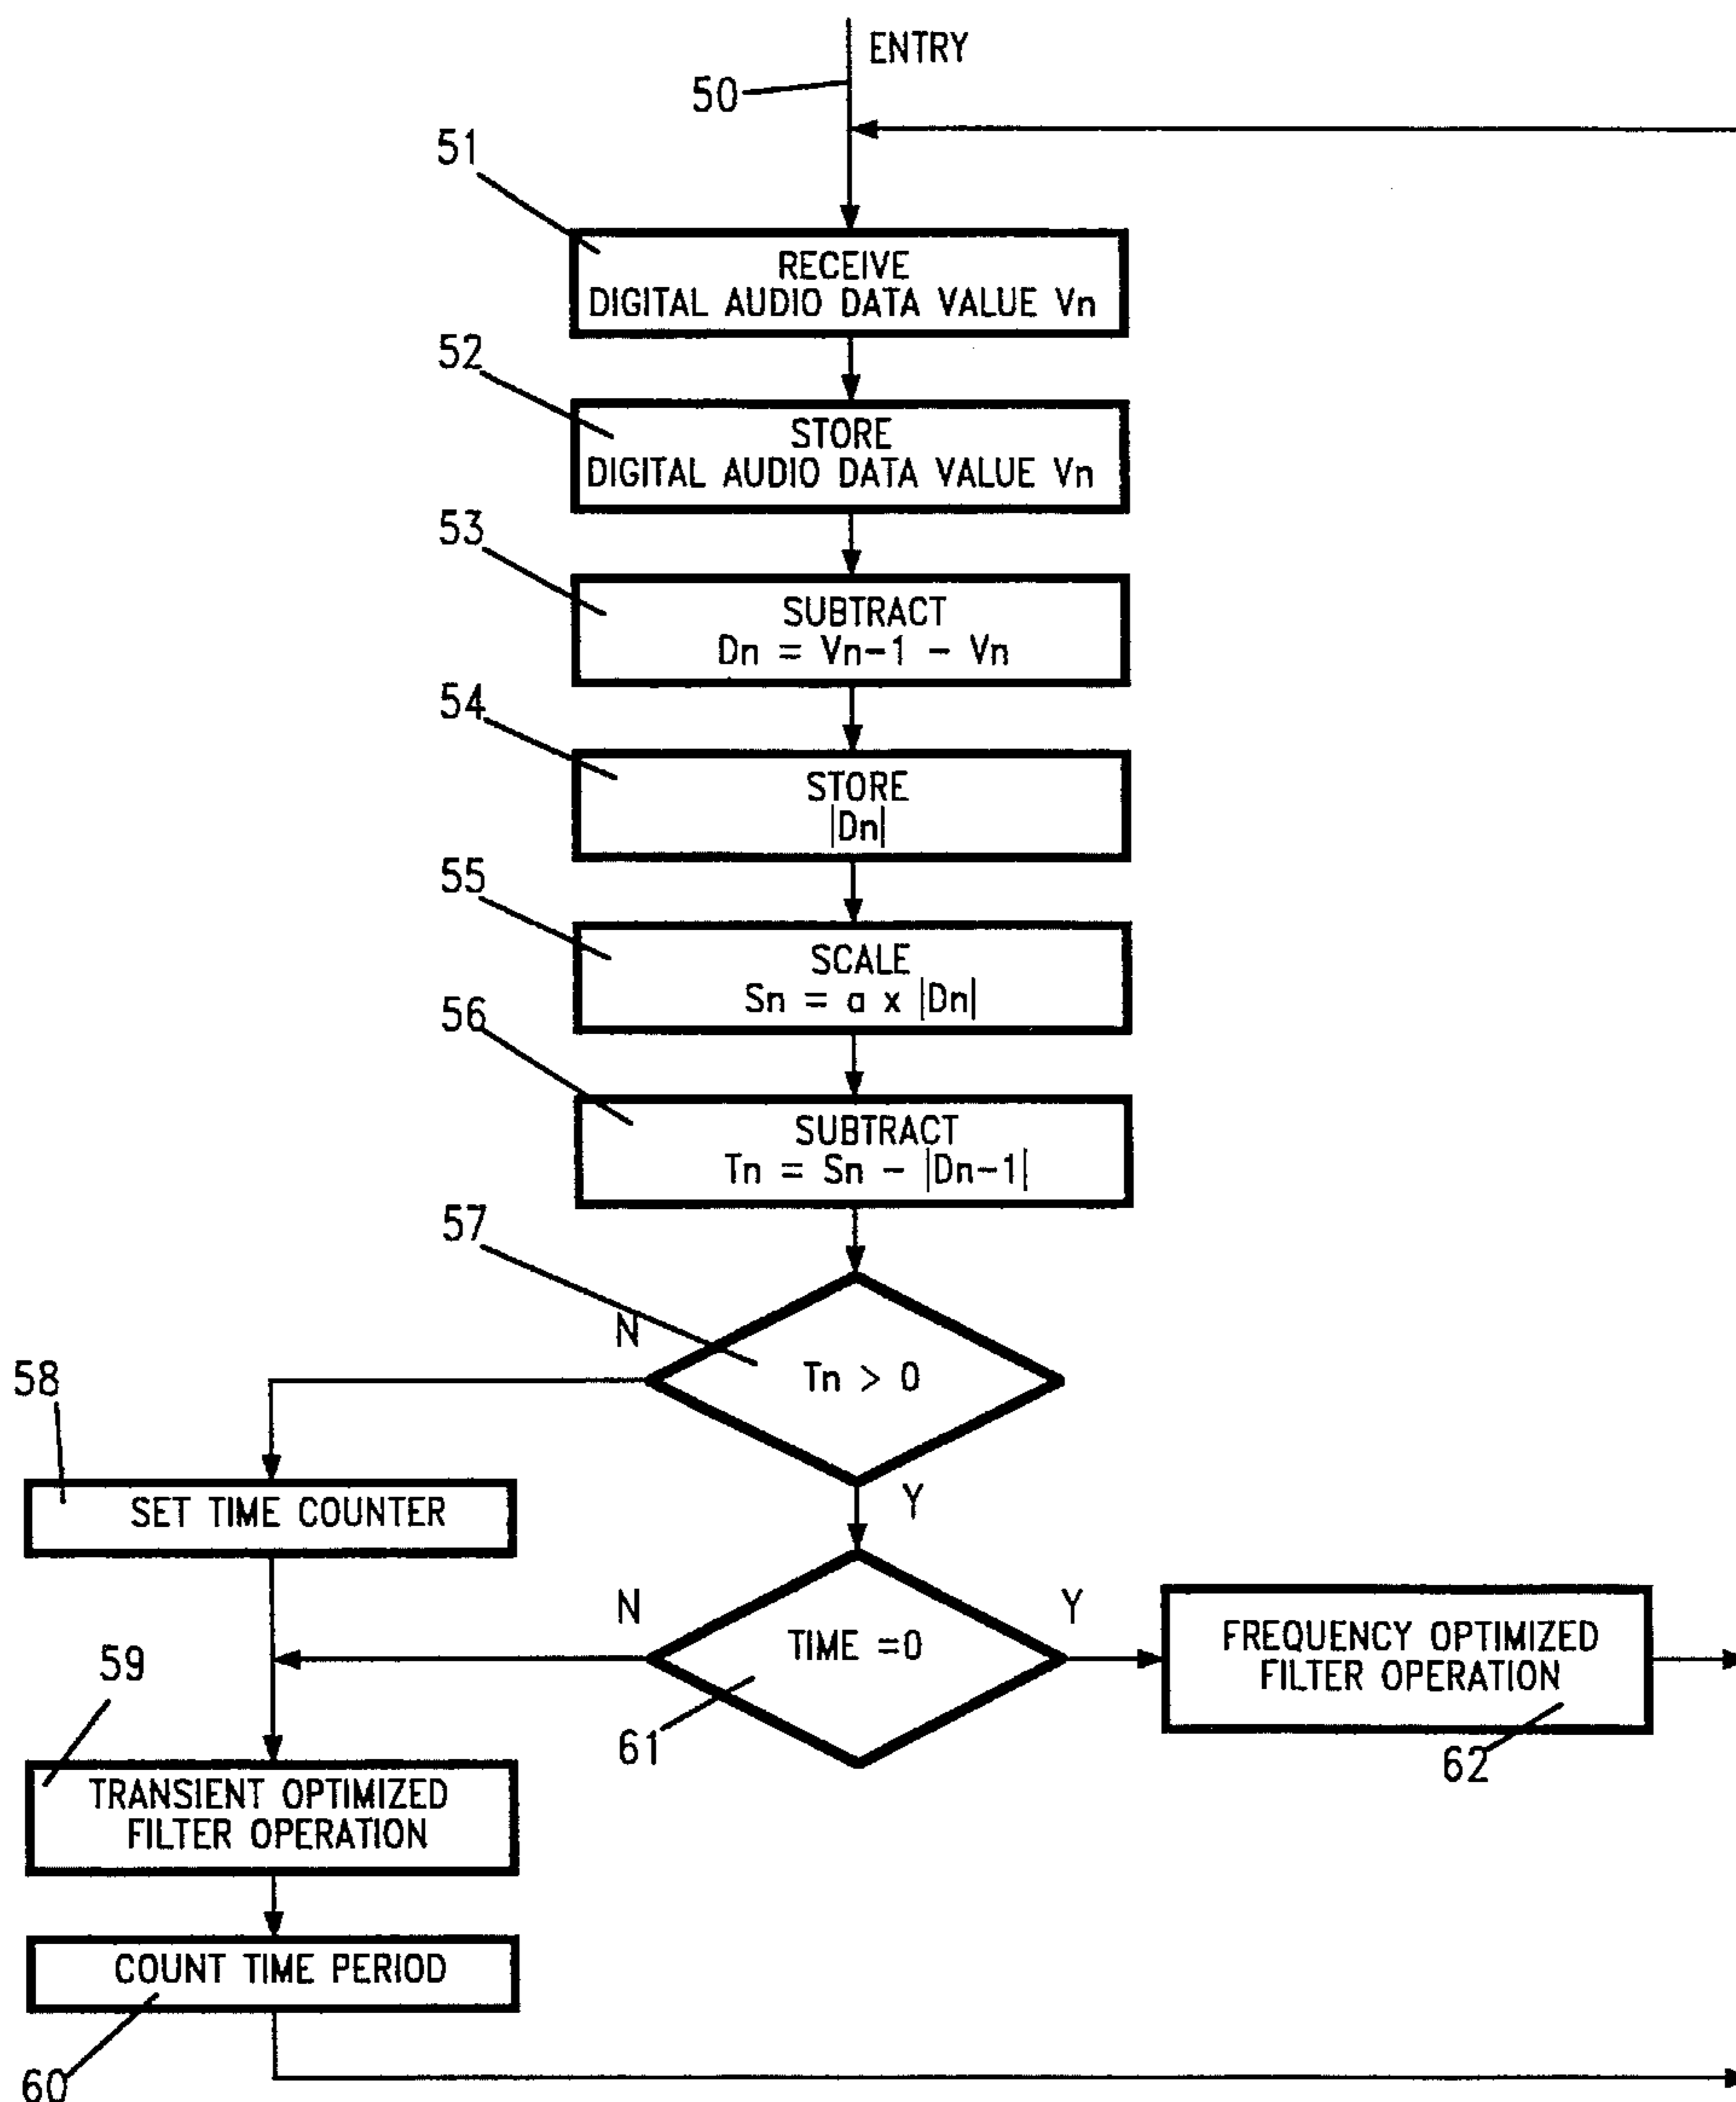 ENTRY
50
51
RECEIVE
DIGITAL AUDIO DATA VALUE Vn
52
STORE
DIGITAL AUDIO DATA VALUE Vn
53
SUBTRACT
Dn = Vn-1 - Vn
54
STORE
|Dn|
55
SCALE
Sn = a x |Dn|
56
SUBTRACT
Tn = Sn - |Dn-1|
57
N
Tn > 0
58
SET TIME COUNTER
Y
N
TIME =0
Y
61
FREQUENCY OPTIMIZED
FILTER OPERATION
62
59
TRANSIENT OPTIMIZED
FILTER OPERATION
COUNT TIME PERIOD
60